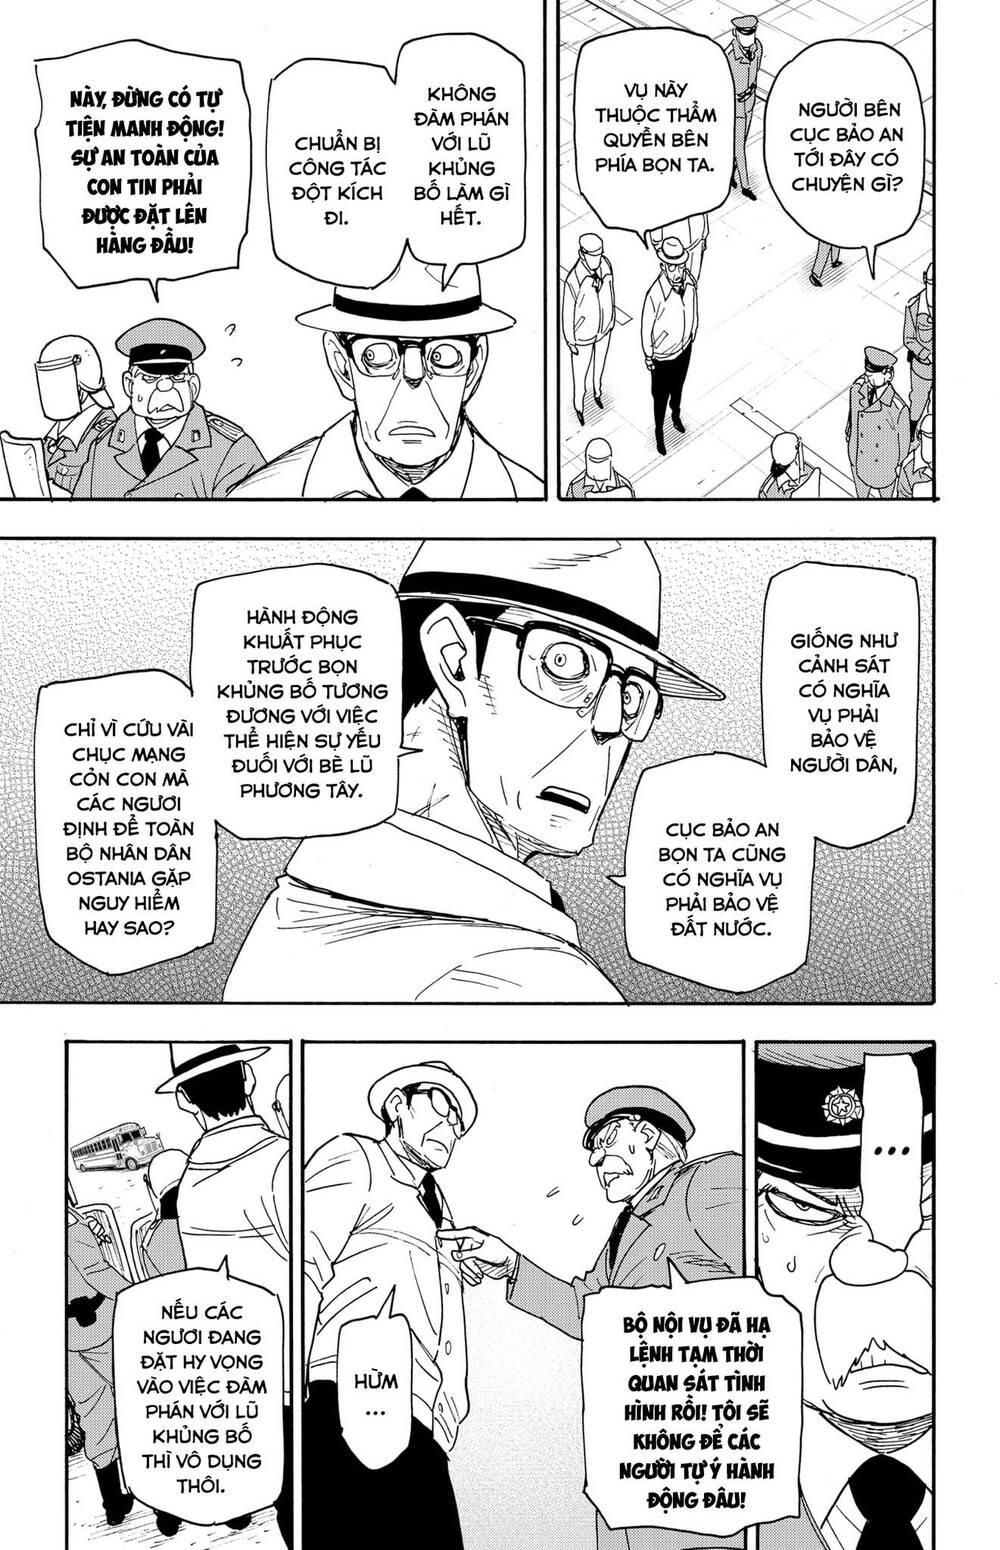 NGƯỜI BÊN
CỤC BẢO AN
TỚI ĐÂY CÓ
CHUYỆN GÌ?
VỤ NÀY
THUỘC THẨM
QUYỀN BÊN
PHÍA BỌN TA.
KHÔNG
ĐÀM PHÁN
VỚI LŨ
KHỦNG
BỐ LÀM GÌ
HẾT.
CHUẨN BỊ
CÔNG TÁC
ĐỘT KÍCH
ĐI.
NÀY, ĐỪNG CÓ TỰ
TIỆN MANH ĐỘNG!
SỰ AN TOÀN CỦA
CON TIN PHẢI
ĐƯỢC ĐẶT LÊN
HÀNG ĐẦU!
GIỐNG NHƯ
CẢNH SÁT
CÓ NGHĨA
VỤ PHẢI
BẢO VỆ
NGƯỜI DÂN,
CỤC BẢO AN
BỌN TA CŨNG
CÓ NGHĨA VỤ
PHẢI BẢO VỆ
ĐẤT NƯỚC.
HÀNH ĐỘNG
KHUẤT PHỤC
TRƯỚC BỌN
KHỦNG BỐ TƯƠNG
ĐƯƠNG VỚI VIỆC
THỂ HIỆN SỰ YẾU
ĐUỐI VỚI BÈ LŨ
PHƯƠNG TÂY.
CHỈ VÌ CỨU VÀI
CHỤC MẠNG
CỎN CON MÀ
CÁC NGƯƠI
ĐỊNH ĐỂ TOÀN
BỘ NHÂN DÂN
OSTANIA GẶP
NGUY HIỂM
HAY SAO?
...
BỘ NỘI VỤ ĐÃ HẠ
LỆNH TẠM THỜI
QUAN SÁT TÌNH
HÌNH RỒI! TÔI SẼ
KHÔNG ĐỂ CÁC
NGƯỜI TỰ Ý HÀNH
ĐỘNG ĐÂU!
HỪM
...
NẾU CÁC
NGƯƠI ĐANG
ĐẶT HY VỌNG
VÀO VIỆC ĐÀM
PHÁN VỚI LŨ
KHỦNG BỐ
THÌ VÔ DỤNG
THÔI.